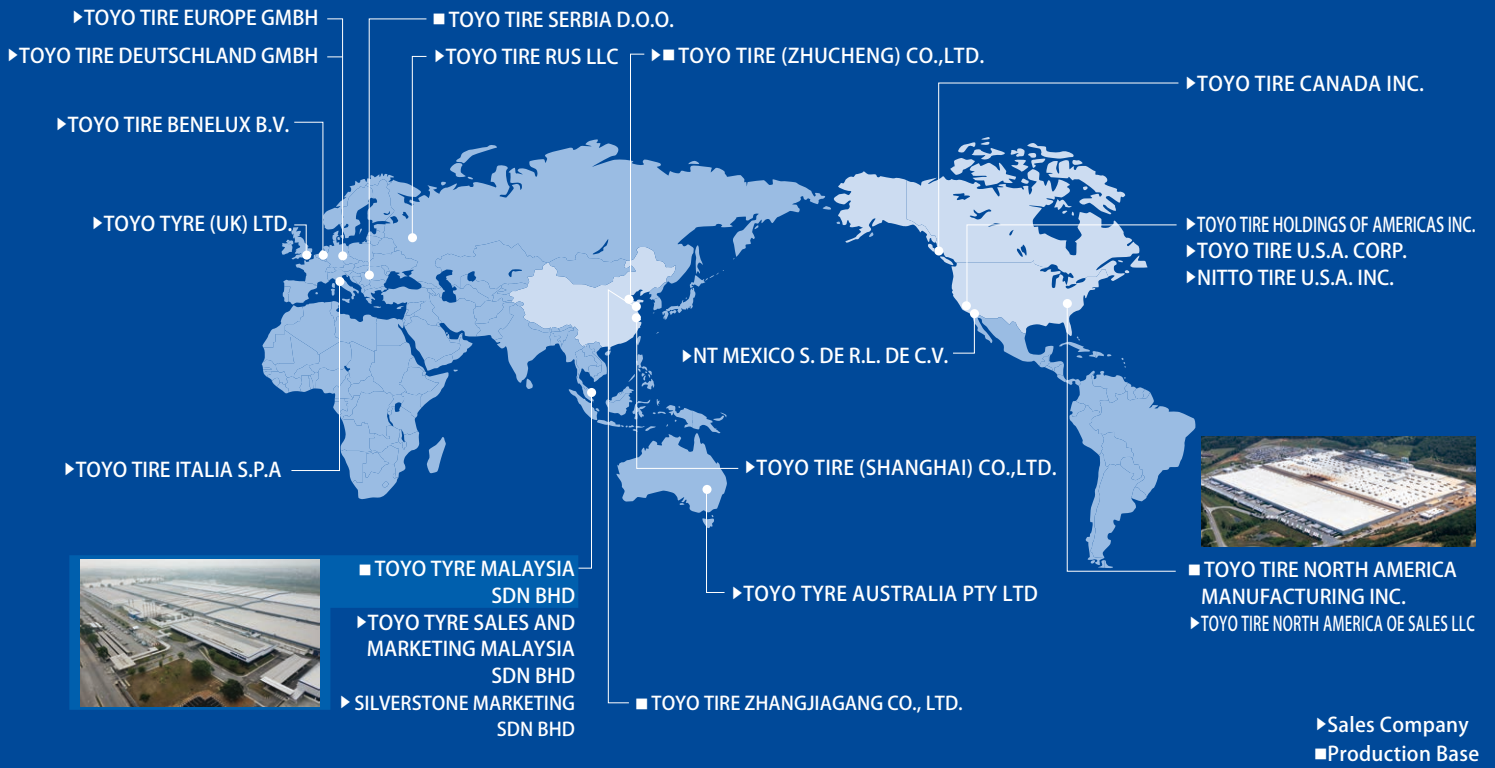 ▶TOYO TIRE EUROPE GMBH
■ TOYO TIRE SERBIA D.O.O.
▶TOYO TIRE DEUTSCHLAND GMBH
▶TOYO TIRE RUS LLC
▶■ TOYO TIRE (ZHUCHENG) CO.,LTD.
▶TOYO TIRE CANADA INC.
▶TOYO TIRE BENELUX B.V.
▶TOYO TYRE (UK) LTD.
▶TOYO TIRE HOLDINGS OF AMERICAS INC.
▶TOYO TIRE U.S.A. CORP.
▶NITTO TIRE U.S.A. INC.
▶NT MEXICO S. DE R.L. DE C.V.
▶TOYO TIRE ITALIA S.P.A
▶TOYO TIRE (SHANGHAI) CO.,LTD.
■ TOYO TYRE MALAYSIA
SDN BHD
▶TOYO TYRE SALES AND
MARKETING MALAYSIA
SDN BHD
▶ SILVERSTONE MARKETING
SDN BHD
▶TOYO TYRE AUSTRALIA PTY LTD
■ TOYO TIRE NORTH AMERICA
MANUFACTURING INC.
▶TOYO TIRE NORTH AMERICA OE SALES LLC
■ TOYO TIRE ZHANGJIAGANG CO., LTD.
▶Sales Company
■Production Base